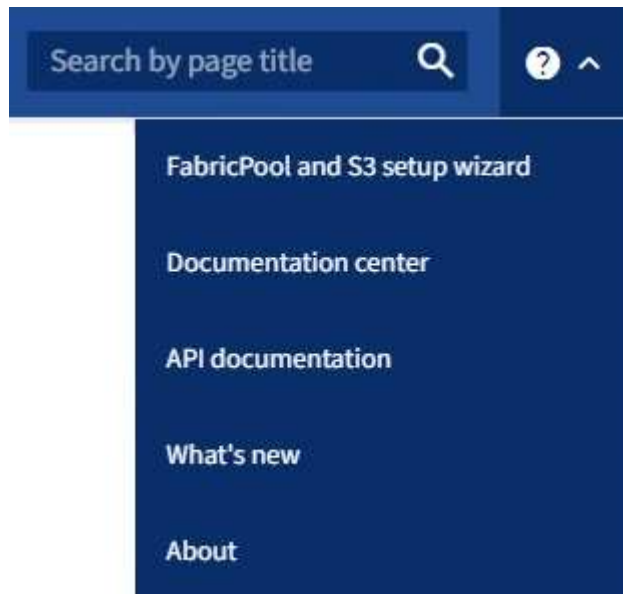 Search by page title
FabricPool and S3 setup wizard
Documentation center
API documentation
What's new
About